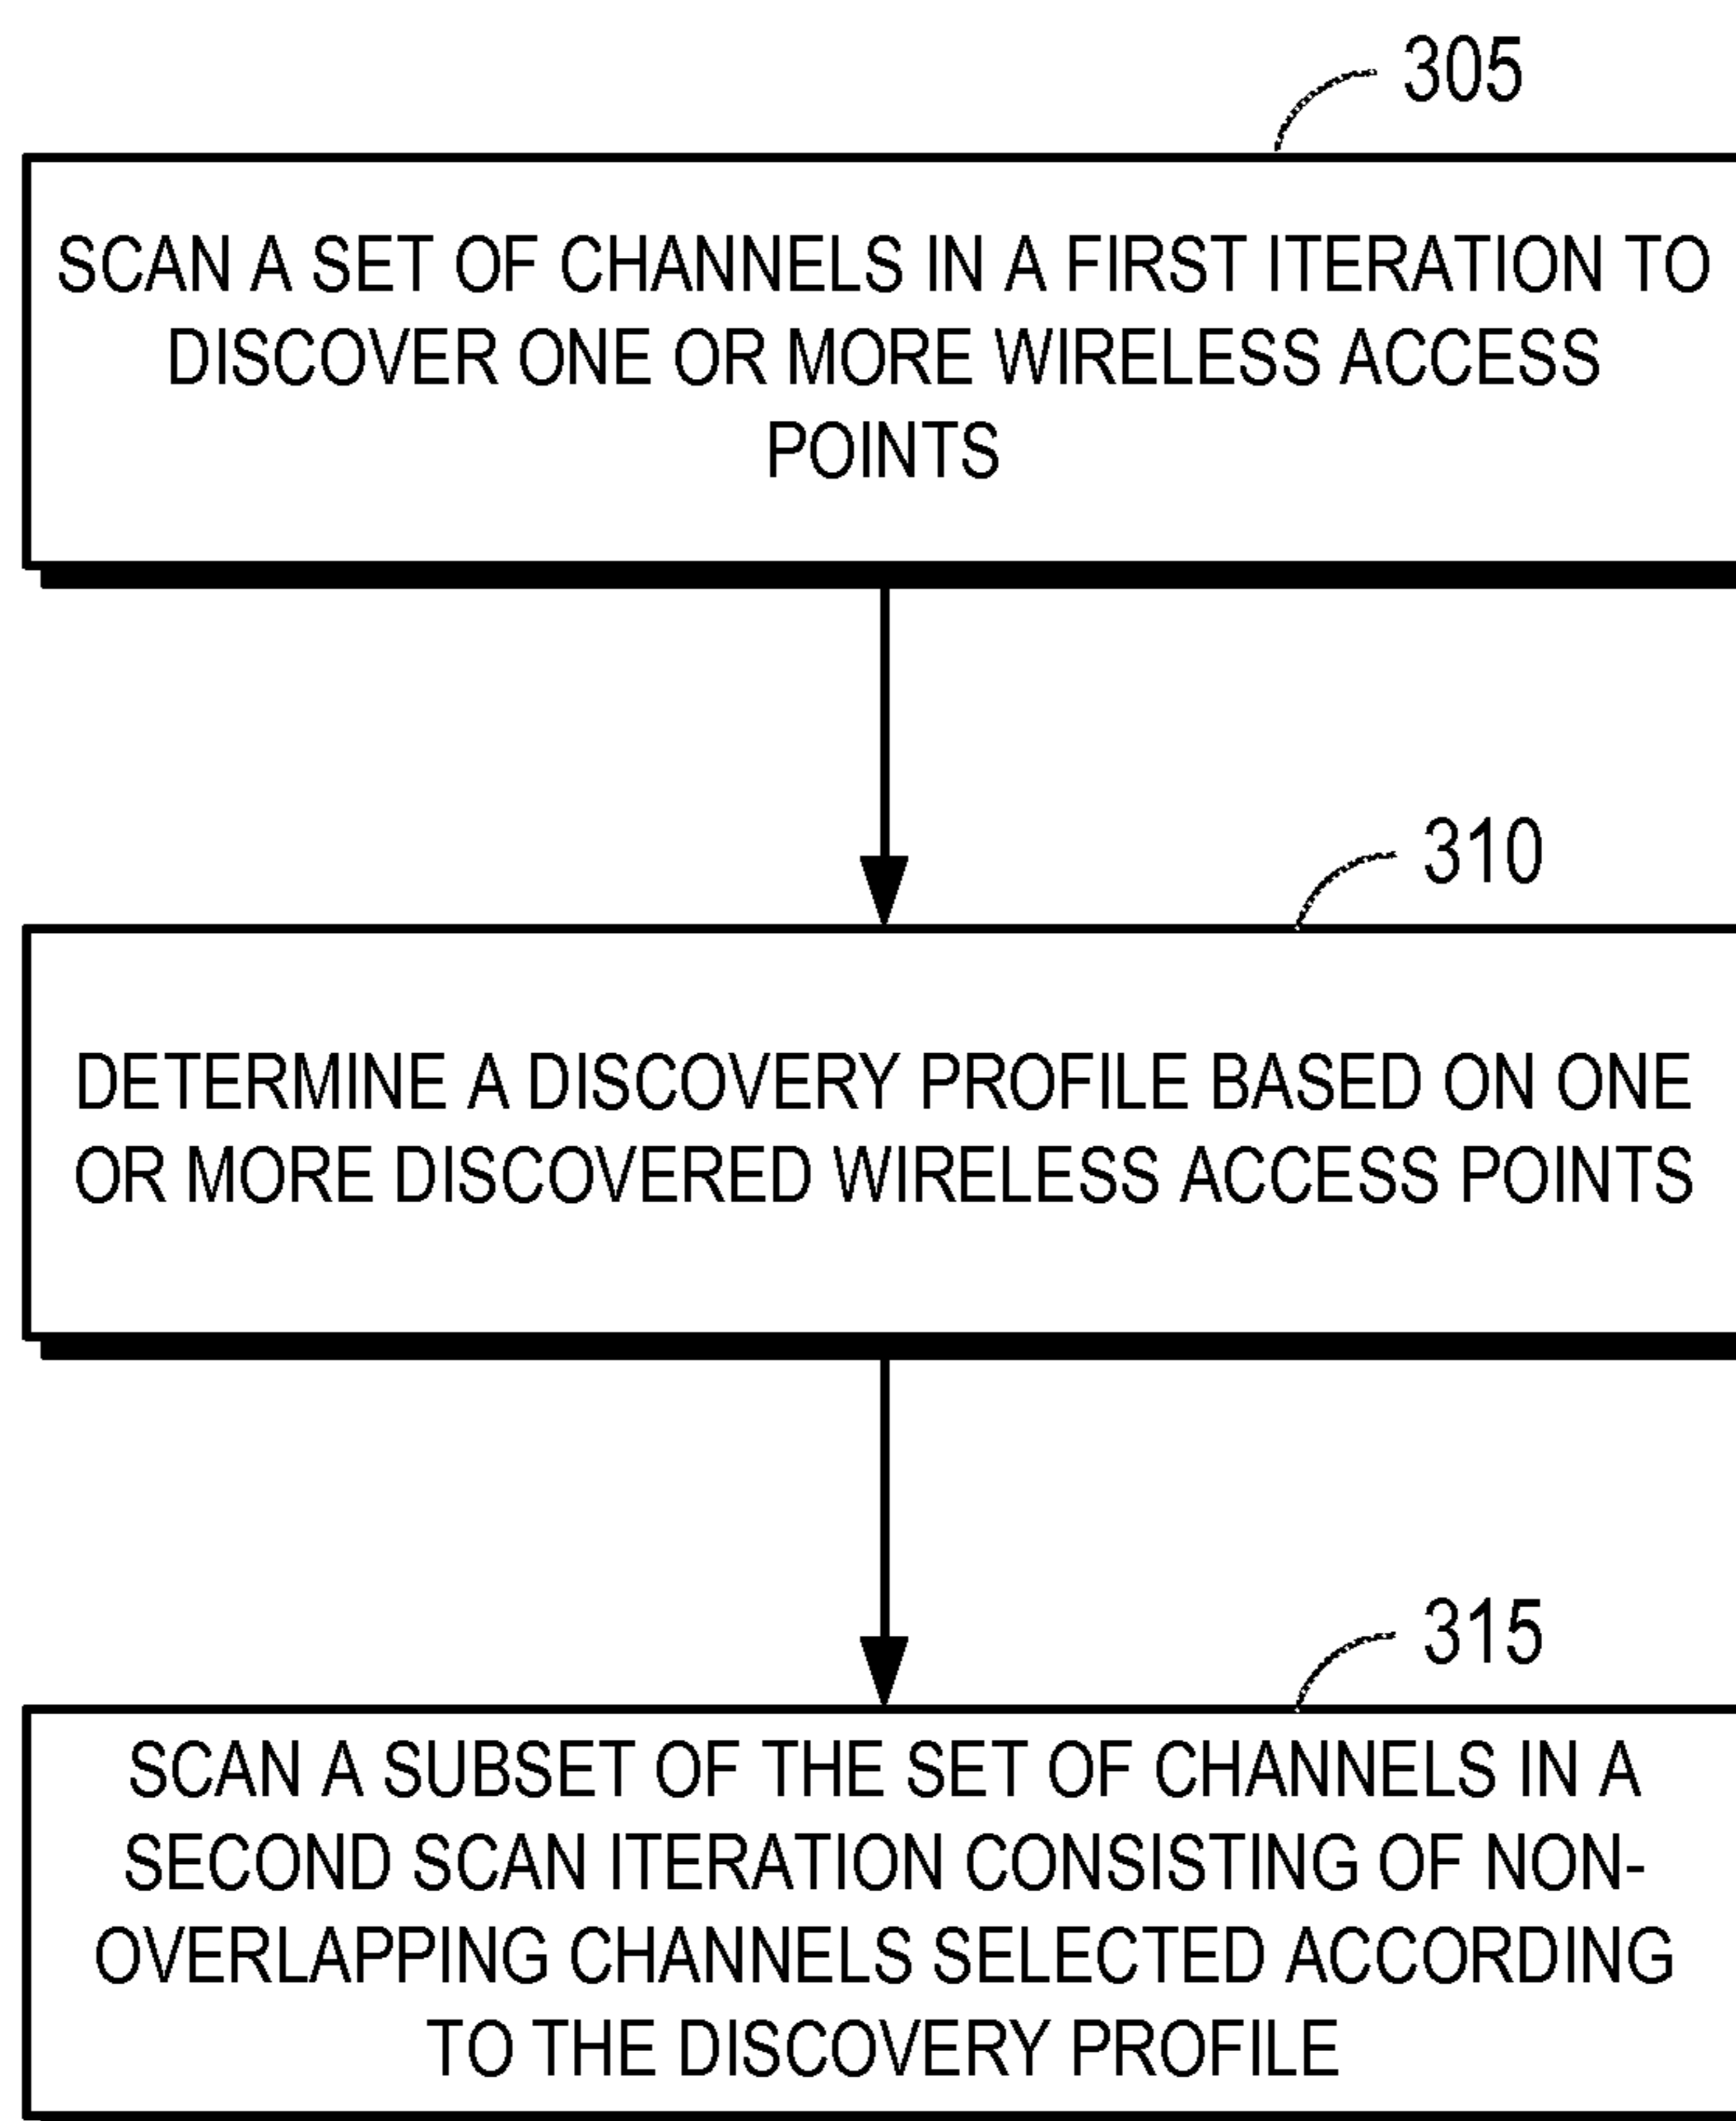 305
SCAN A SET OF CHANNELS IN A FIRST ITERATION TO
DISCOVER ONE OR MORE WIRELESS ACCESS
POINTS
310
DETERMINE A DISCOVERY PROFILE BASED ON ONE
OR MORE DISCOVERED WIRELESS ACCESS POINTS
315
SCAN A SUBSET OF THE SET OF CHANNELS IN A
SECOND SCAN ITERATION CONSISTING OF NON-
OVERLAPPING CHANNELS SELECTED ACCORDING
TO THE DISCOVERY PROFILE